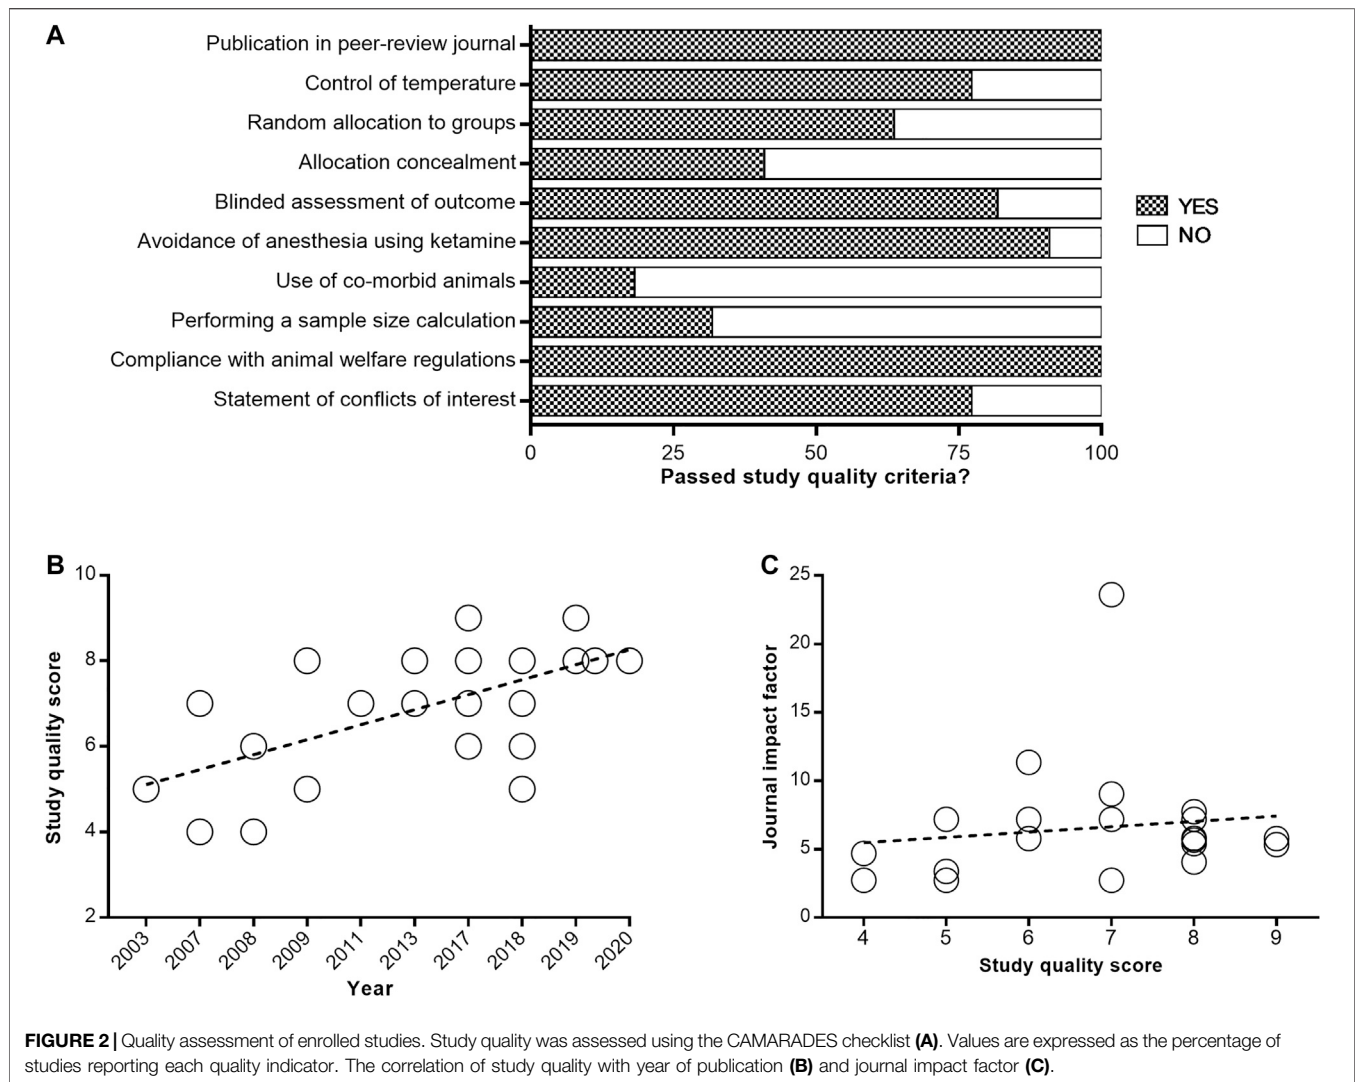 A
Publication in peer-review journal
Control of temperature
Random allocation to groups
Allocation concealment
Blinded assessment of outcome
Avoidance of anesthesia using ketamine
Use of co-morbid animals
Performing a sample size calculation
Compliance with animal welfare regulations
Statement of conflicts of interest
0 25 50 75 100
Passed study quality criteria?
YES
NO
B
Study quality score
10
8
6
4
2
2003 2007 2008 2009 2011 2013 2017 2018 2019 2020
Year
C
Journal impact factor
25
20
15
10
5
0
4 5 6 7 8 9
Study quality score
FIGURE 2 | Quality assessment of enrolled studies. Study quality was assessed using the CAMARADES checklist (A). Values are expressed as the percentage of
studies reporting each quality indicator. The correlation of study quality with year of publication (B) and journal impact factor (C).